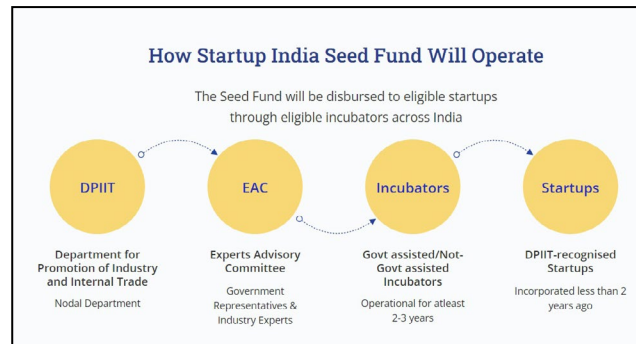 How Startup India Seed Fund Will Operate
The Seed Fund will be disbursed to eligible startups
through eligible incubators across India
DPIIT
EAC
Incubators
Startups
Department for
Promotion of Industry
and Internal Trade
Nodal Department
Experts Advisory
Committee
Government
Representatives &
Industry Experts
Govt assisted/Not-
Govt assisted
Incubators
Operational for atleast
2-3 years
DPIIT-recognised
Startups
Incorporated less than 2
years ago